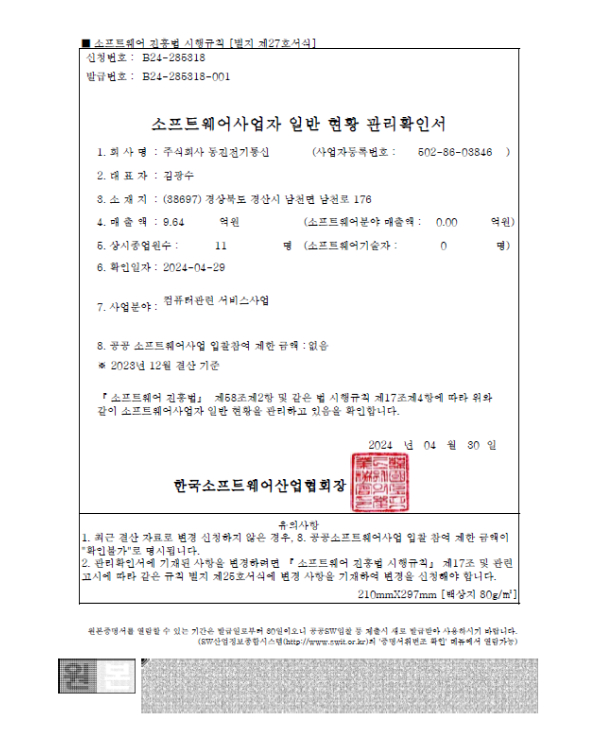 ■ 소프트웨어 진흥법 시행규칙 [별지 제27호서식]
신청번호 : B24-285818
발급번호 : B24-285818-001
소프트웨어사업자 일반 현황 관리확인서
1. 회 사 명 : 주식회사 동진전기통신 (사업자등록번호 : 502-86-03846 )
2. 대 표 자 : 김광수
3. 소 재 지 : (38697) 경상북도 경산시 남천면 남천로 176
4. 매 출 액 : 9.64 억원 (소프트웨어분야 매출액 : 0.00 억원)
5. 상시종업원수 : 11 명 (소프트웨어기술자 : 0 명)
6. 확인일자 : 2024-04-29
7. 사업분야 : 컴퓨터관련 서비스사업
8. 공공 소프트웨어사업 입찰참여 제한 금액 : 없음
※ 2023년 12월 결산 기준
『 소프트웨어 진흥법』 제58조제2항 및 같은 법 시행규칙 제17조제4항에 따라 위와
같이 소프트웨어사업자 일반 현황을 관리하고 있음을 확인합니다.
2024 년 04 월 30 일
한국소프트웨어산업협회장
유의사항
1. 최근 결산 자료로 변경 신청하지 않은 경우, 8. 공공소프트웨어사업 입찰 참여 제한 금액이
"확인불가"로 명시됩니다.
2. 관리확인서에 기재된 사항을 변경하려면 『 소프트웨어 진흥법 시행규칙』 제17조 및 관련
고시에 따라 같은 규칙 별지 제25호서식에 변경 사항을 기재하여 변경을 신청해야 합니다.
210mmX297mm [백상지 80g/㎡]
원본증명서를 열람할 수 있는 기간은 발급일로부터 30일이오니 공공SW입찰 등 제출시 새로 발급받아 사용하시기 바랍니다.
(SW산업정보종합시스템(http://www.swit.or.kr)의 '증명서위변조 확인' 메뉴에서 열람가능)
원 본